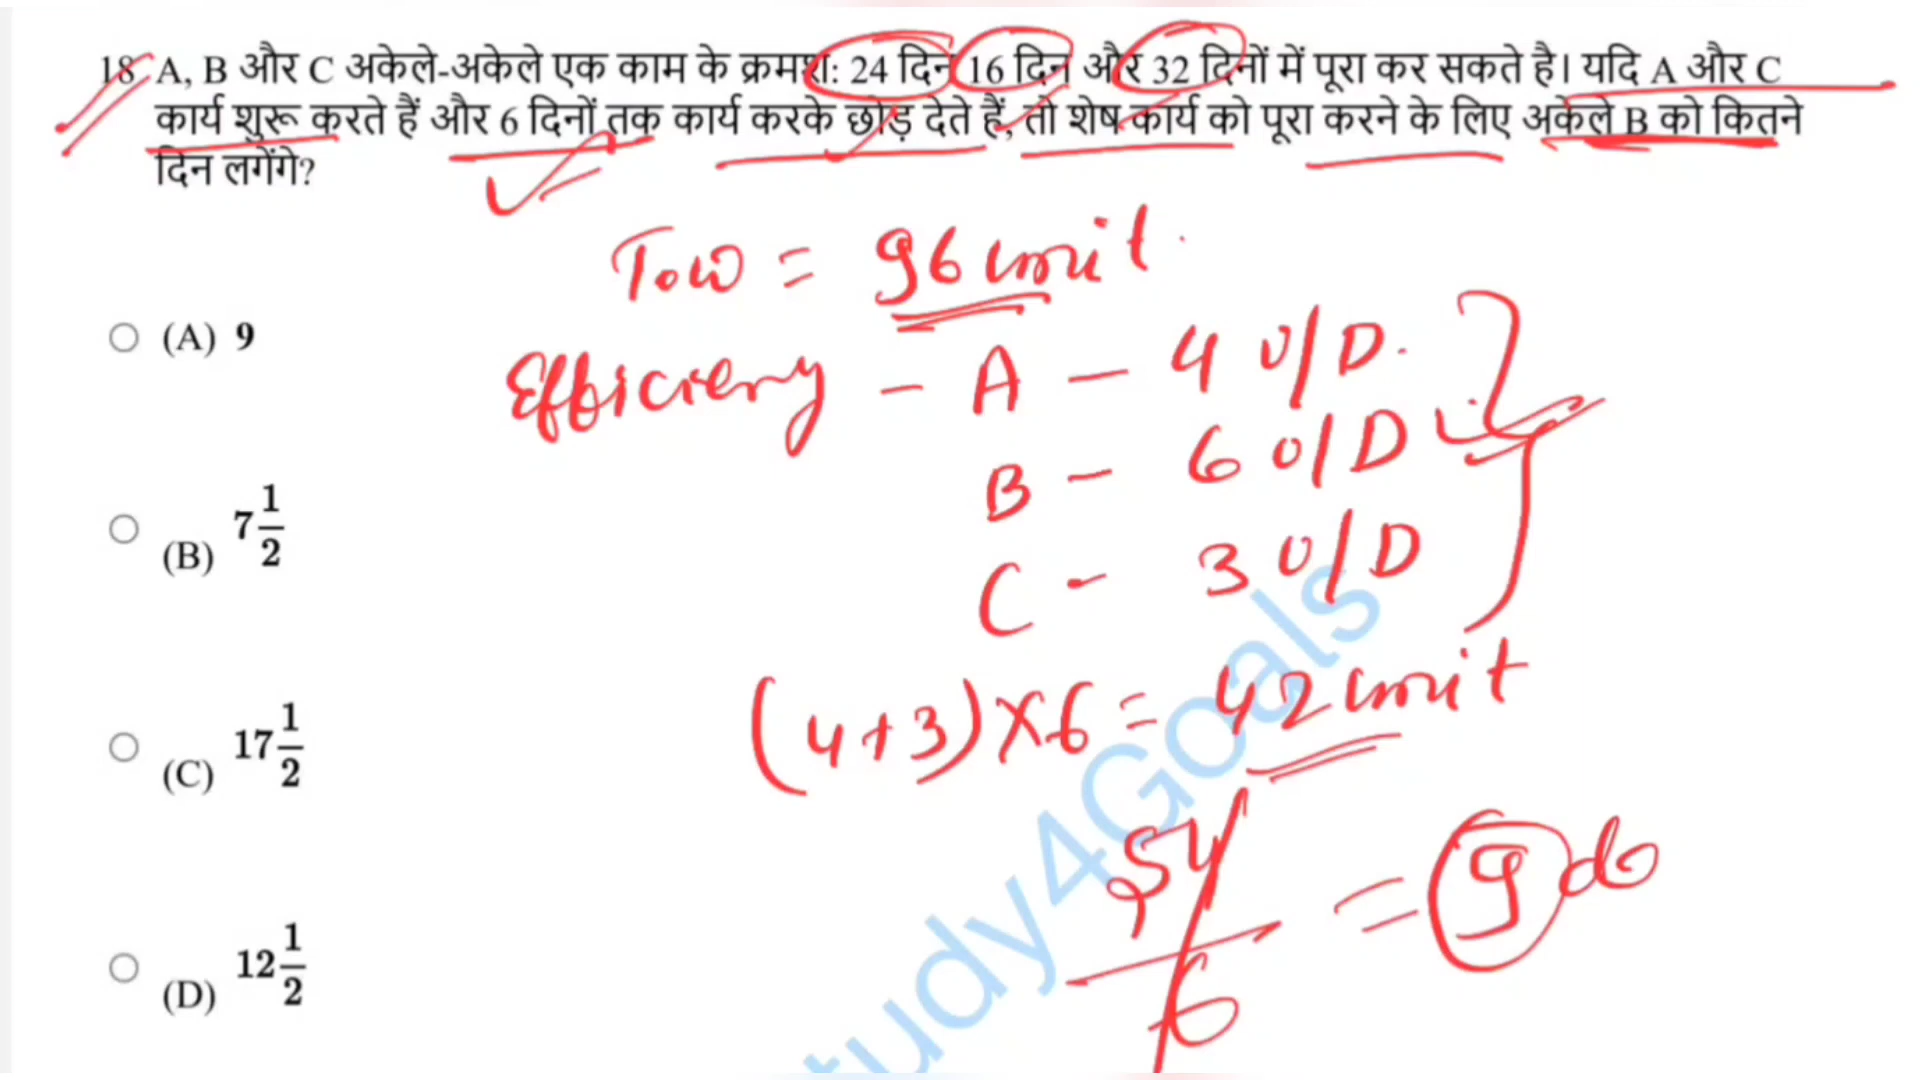 18 A, B और C अकेले-अकेले एक काम के क्रमश: 24 दिन 16 दिन और 32 दिनों में पूरा कर सकते है। यदि A और C
कार्य शुरू करते हैं और 6 दिनों तक कार्य करके छोड़ देते हैं, तो शेष कार्य को पूरा करने के लिए अकेले B को कितने
दिन लगेंगे?
T.W = 96 unit.
(A) 9
Efficieny - A - 4 U/D.
B - 6 U/D
(B) 7 1/2
C - 3 U/D
(4+3)×6 = 42 unit
(C) 17 1/2
54/6 = 9
(D) 12 1/2
tudy4Goals